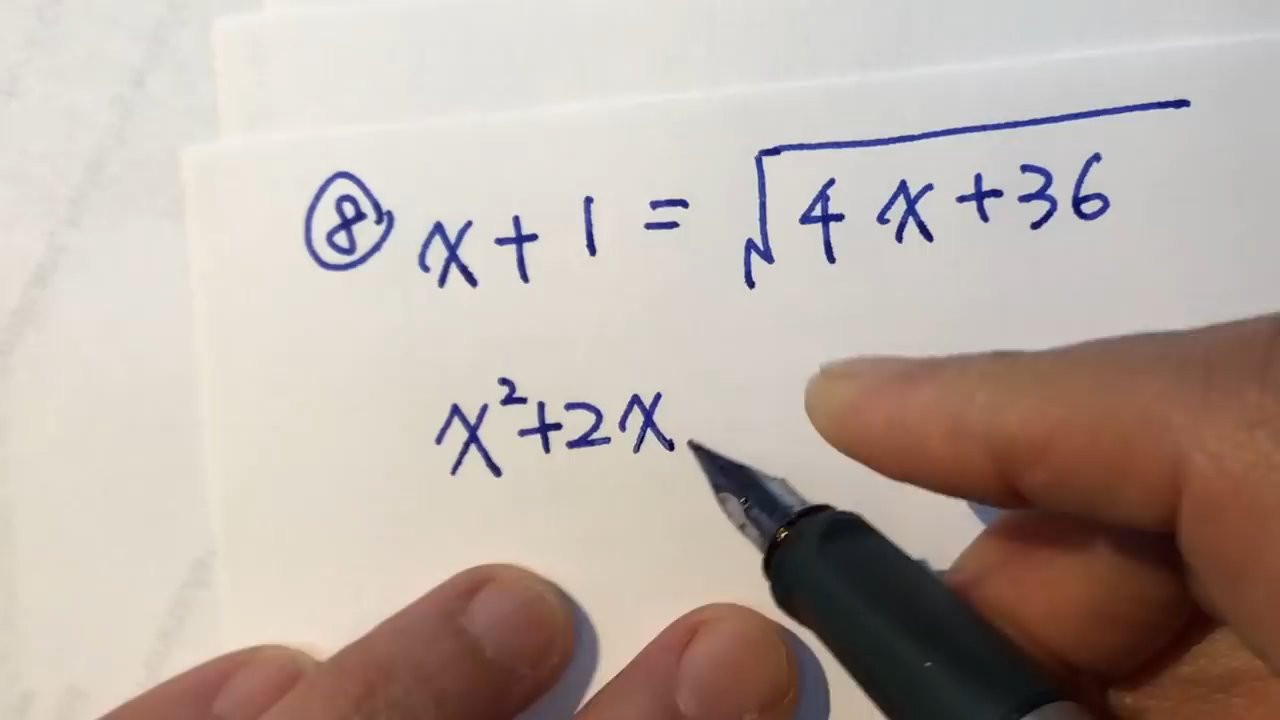 ⑧ x + 1 = √4x+36
x²+2x